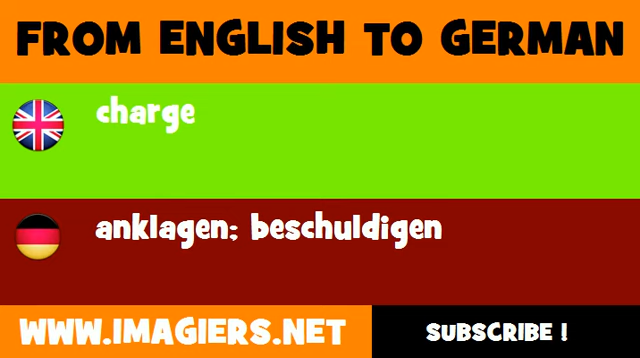 FROM ENGLISH TO GERMAN
charge
anklagen; beschuldigen
WWW.IMAGIERS.NET
SUBSCRIBE !